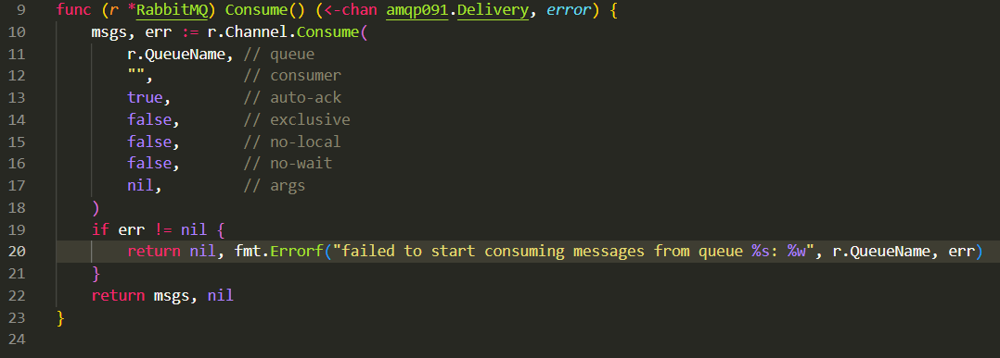 9 func (r *RabbitMQ) Consume() (<-chan amqp091.Delivery, error) {
10 msgs, err := r.Channel.Consume(
11 r.QueueName, // queue
12 "", // consumer
13 true, // auto-ack
14 false, // exclusive
15 false, // no-local
16 false, // no-wait
17 nil, // args
18 )
19 if err != nil {
20 return nil, fmt.Errorf("failed to start consuming messages from queue %s: %w", r.QueueName, err)
21 }
22 return msgs, nil
23 }
24